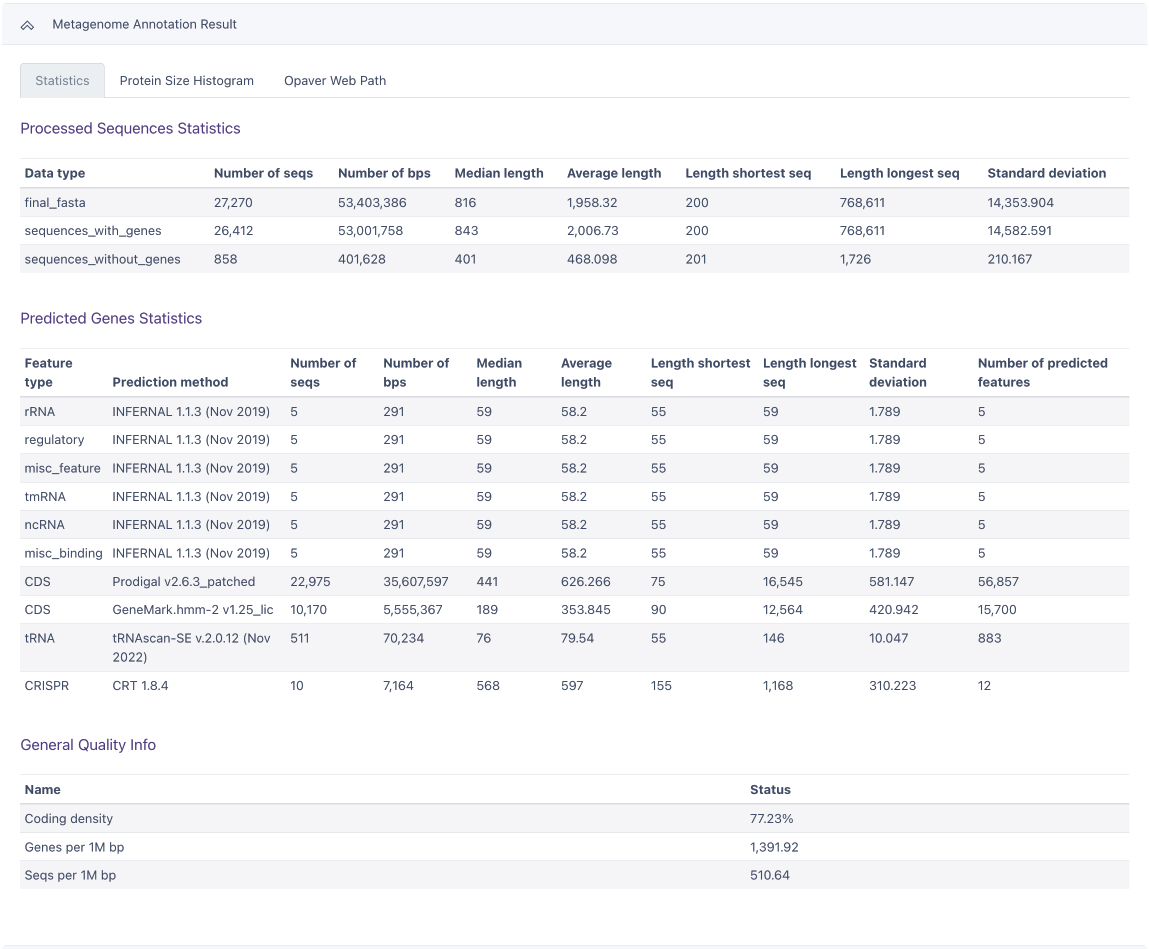 Metagenome Annotation Result
Statistics Protein Size Histogram Opaver Web Path
Processed Sequences Statistics
Data type Number of seqs Number of bps Median length Average length Length shortest seq Length longest seq Standard deviation
final_fasta 27,270 53,403,386 816 1,958.32 200 768,611 14,353.904
sequences_with_genes 26,412 53,001,758 843 2,006.73 200 768,611 14,582.591
sequences_without_genes 858 401,628 401 468.098 201 1,726 210.167
Predicted Genes Statistics
Feature type Prediction method Number of seqs Number of bps Median length Average length Length shortest seq Length longest seq Standard deviation Number of predicted features
rRNA INFERNAL 1.1.3 (Nov 2019) 5 291 59 58.2 55 59 1.789 5
regulatory INFERNAL 1.1.3 (Nov 2019) 5 291 59 58.2 55 59 1.789 5
misc_feature INFERNAL 1.1.3 (Nov 2019) 5 291 59 58.2 55 59 1.789 5
tmRNA INFERNAL 1.1.3 (Nov 2019) 5 291 59 58.2 55 59 1.789 5
ncRNA INFERNAL 1.1.3 (Nov 2019) 5 291 59 58.2 55 59 1.789 5
misc_binding INFERNAL 1.1.3 (Nov 2019) 5 291 59 58.2 55 59 1.789 5
CDS Prodigal v2.6.3_patched 22,975 35,607,597 441 626.266 75 16,545 581.147 56,857
CDS GeneMark.hmm-2 v1.25_lic 10,170 5,555,367 189 353.845 90 12,564 420.942 15,700
tRNA tRNAscan-SE v.2.0.12 (Nov 2022) 511 70,234 76 79.54 55 146 10.047 883
CRISPR CRT 1.8.4 10 7,164 568 597 155 1,168 310.223 12
General Quality Info
Name Status
Coding density 77.23%
Genes per 1M bp 1,391.92
Seqs per 1M bp 510.64